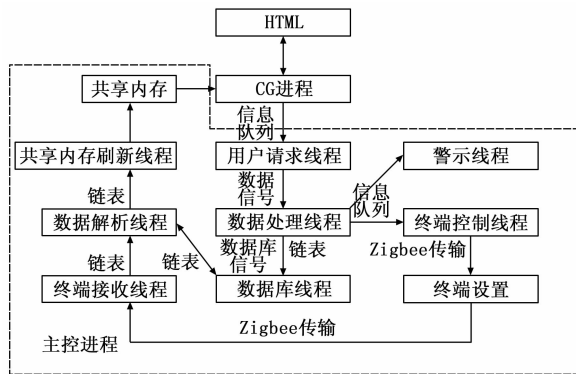 HTML
共享内存
CG进程
信息
队列
共享内存刷新线程
用户请求线程
警示线程
链表
数据
信号
信息
队列
数据解析线程
数据处理线程
终端控制线程
链表
链表
数据库
信号
链表
Zigbee传输
终端接收线程
数据库线程
终端设置
Zigbee传输
主控进程